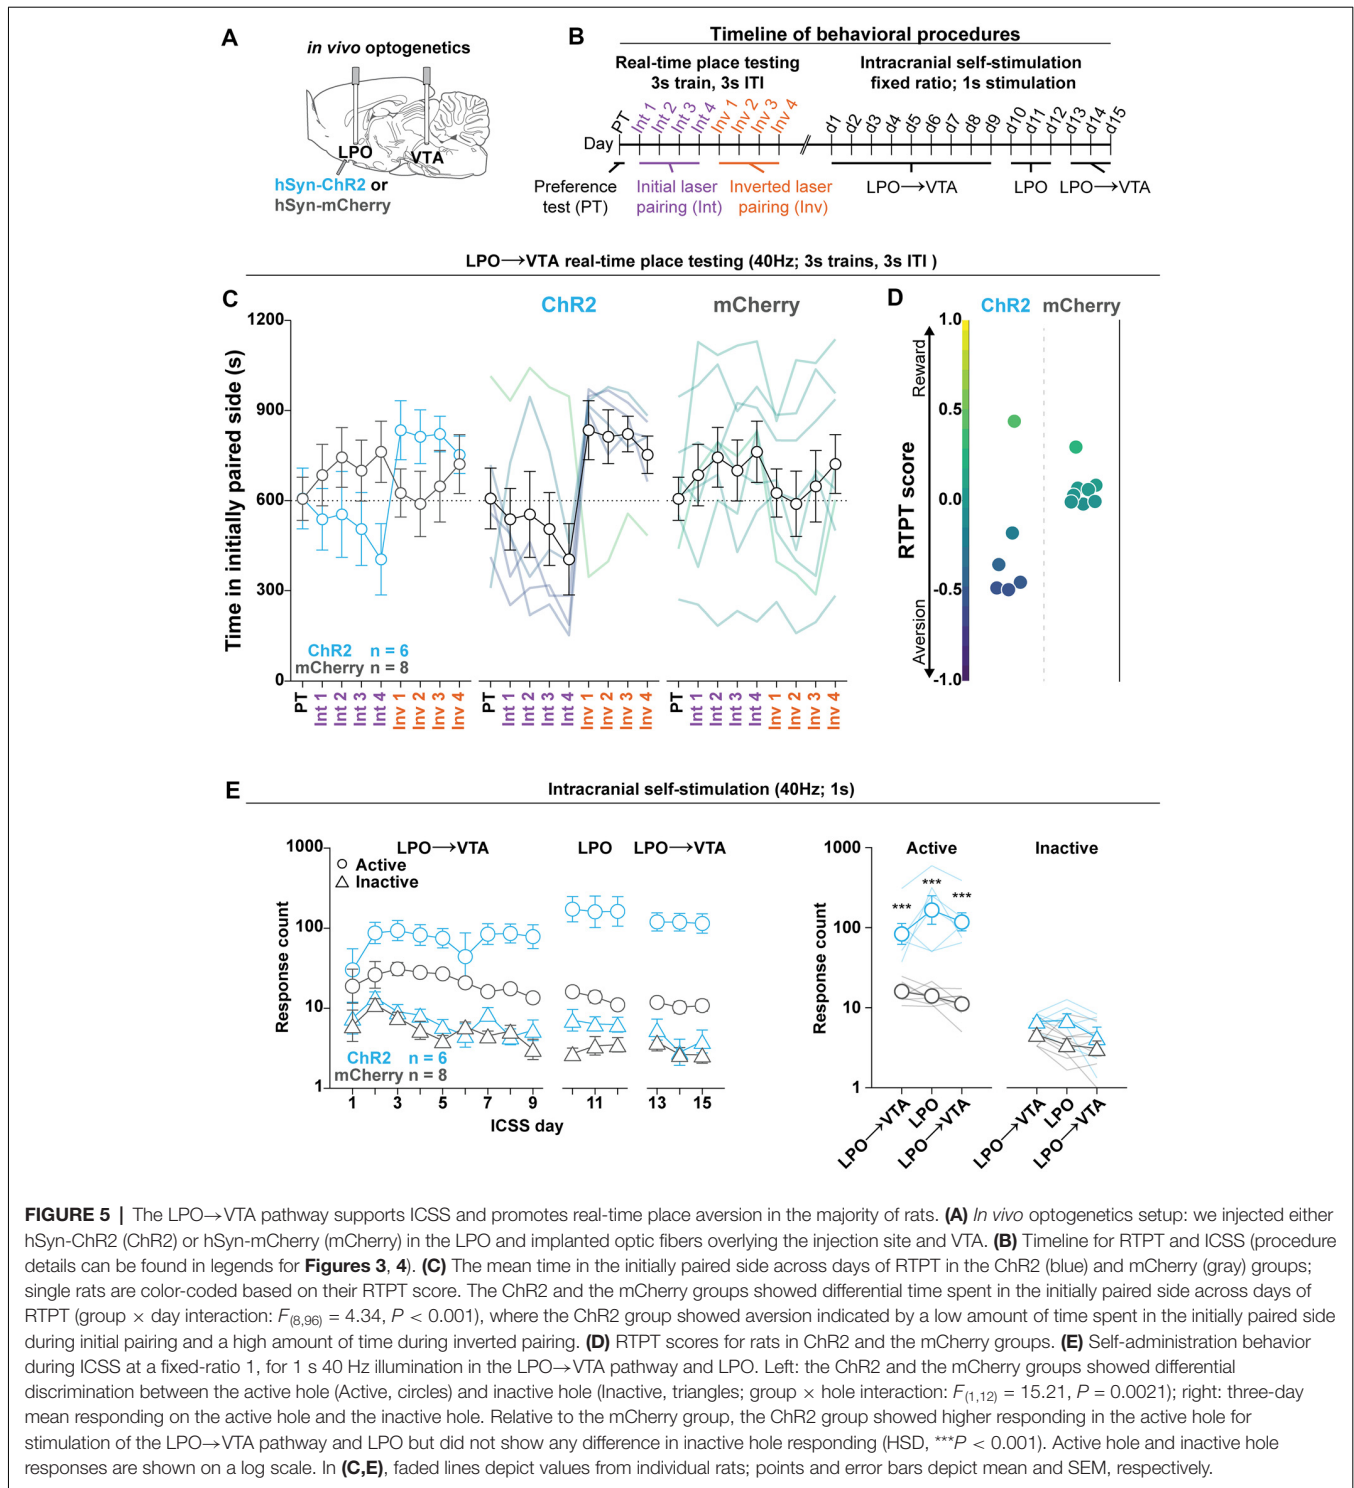 A
in vivo optogenetics
LPO
VTA
hSyn-ChR2 or
hSyn-mCherry
B
Timeline of behavioral procedures
Real-time place testing
3s train, 3s ITI
Intracranial self-stimulation
fixed ratio; 1s stimulation
Day
PT Int 1 Int 2 Int 3 Int 4 Inv 1 Inv 2 Inv 3 Inv 4 d1 d2 d3 d4 d5 d6 d7 d8 d9 d10 d11 d12 d13 d14 d15
Preference
test (PT)
Initial laser
pairing (Int)
Inverted laser
pairing (Inv)
LPO→VTA
LPO
LPO→VTA
LPO→VTA real-time place testing (40Hz; 3s trains, 3s ITI )
C
ChR2
mCherry
Time in initially paired side (s)
1200
900
600
300
0
ChR2 n = 6
mCherry n = 8
PT Int 1 Int 2 Int 3 Int 4 Inv 1 Inv 2 Inv 3 Inv 4
PT Int 1 Int 2 Int 3 Int 4 Inv 1 Inv 2 Inv 3 Inv 4
PT Int 1 Int 2 Int 3 Int 4 Inv 1 Inv 2 Inv 3 Inv 4
D
ChR2 mCherry
RTPT score
Reward
Aversion
1.0
0.5
0.0
-0.5
-1.0
E
Intracranial self-stimulation (40Hz; 1s)
LPO→VTA
LPO
LPO→VTA
Active
Inactive
Response count
1000
100
10
1
ChR2 n = 6
mCherry n = 8
1 3 5 7 9 11 13 15
ICSS day
Active
Inactive
Response count
1000
100
10
1
*** *** ***
LPO→VTA LPO LPO→VTA
LPO→VTA LPO LPO→VTA
FIGURE 5 | The LPO→VTA pathway supports ICSS and promotes real-time place aversion in the majority of rats. (A) In vivo optogenetics setup: we injected either
hSyn-ChR2 (ChR2) or hSyn-mCherry (mCherry) in the LPO and implanted optic fibers overlying the injection site and VTA. (B) Timeline for RTPT and ICSS (procedure
details can be found in legends for Figures 3, 4). (C) The mean time in the initially paired side across days of RTPT in the ChR2 (blue) and mCherry (gray) groups;
single rats are color-coded based on their RTPT score. The ChR2 and the mCherry groups showed differential time spent in the initially paired side across days of
RTPT (group × day interaction: F(8,96) = 4.34, P < 0.001), where the ChR2 group showed aversion indicated by a low amount of time spent in the initially paired side
during initial pairing and a high amount of time during inverted pairing. (D) RTPT scores for rats in ChR2 and the mCherry groups. (E) Self-administration behavior
during ICSS at a fixed-ratio 1, for 1 s 40 Hz illumination in the LPO→VTA pathway and LPO. Left: the ChR2 and the mCherry groups showed differential
discrimination between the active hole (Active, circles) and inactive hole (Inactive, triangles; group × hole interaction: F(1,12) = 15.21, P = 0.0021); right: three-day
mean responding on the active hole and the inactive hole. Relative to the mCherry group, the ChR2 group showed higher responding in the active hole for
stimulation of the LPO→VTA pathway and LPO but did not show any difference in inactive hole responding (HSD, ***P < 0.001). Active hole and inactive hole
responses are shown on a log scale. In (C,E), faded lines depict values from individual rats; points and error bars depict mean and SEM, respectively.